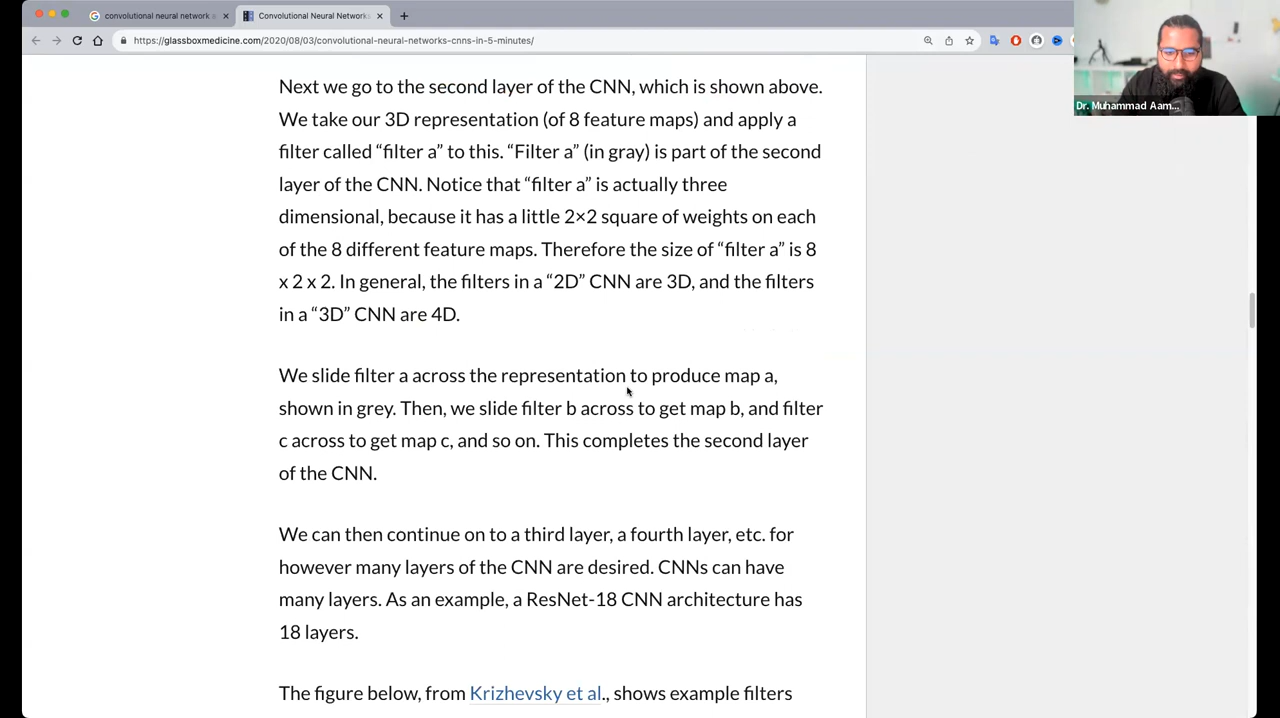 convolutional neural network a
Convolutional Neural Networks
https://glassboxmedicine.com/2020/08/03/convolutional-neural-networks-cnns-in-5-minutes/
Dr. Muhammad Aam...
Next we go to the second layer of the CNN, which is shown above.
We take our 3D representation (of 8 feature maps) and apply a
filter called “filter a” to this. “Filter a” (in gray) is part of the second
layer of the CNN. Notice that “filter a” is actually three
dimensional, because it has a little 2×2 square of weights on each
of the 8 different feature maps. Therefore the size of “filter a” is 8
x 2 x 2. In general, the filters in a “2D” CNN are 3D, and the filters
in a “3D” CNN are 4D.
We slide filter a across the representation to produce map a,
shown in grey. Then, we slide filter b across to get map b, and filter
c across to get map c, and so on. This completes the second layer
of the CNN.
We can then continue on to a third layer, a fourth layer, etc. for
however many layers of the CNN are desired. CNNs can have
many layers. As an example, a ResNet-18 CNN architecture has
18 layers.
The figure below, from Krizhevsky et al., shows example filters